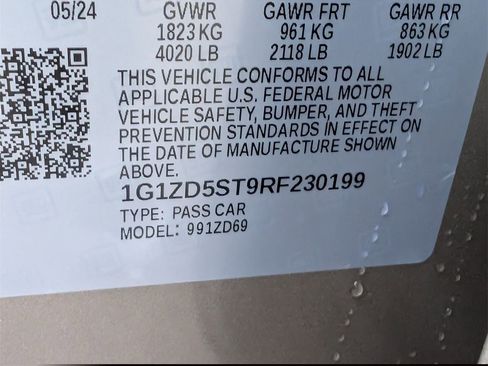 05/24 GVWR GAWR FRT GAWR RR
1823 KG 961 KG 863 KG
4020 LB 2118 LB 1902 LB
THIS VEHICLE CONFORMS TO ALL
APPLICABLE U.S. FEDERAL MOTOR
VEHICLE SAFETY, BUMPER, AND THEFT
PREVENTION STANDARDS IN EFFECT ON
THE DATE OF MANUFACTURE SHOWN
ABOVE.
1G1ZD5ST9RF230199
TYPE: PASS CAR
MODEL: 991ZD69